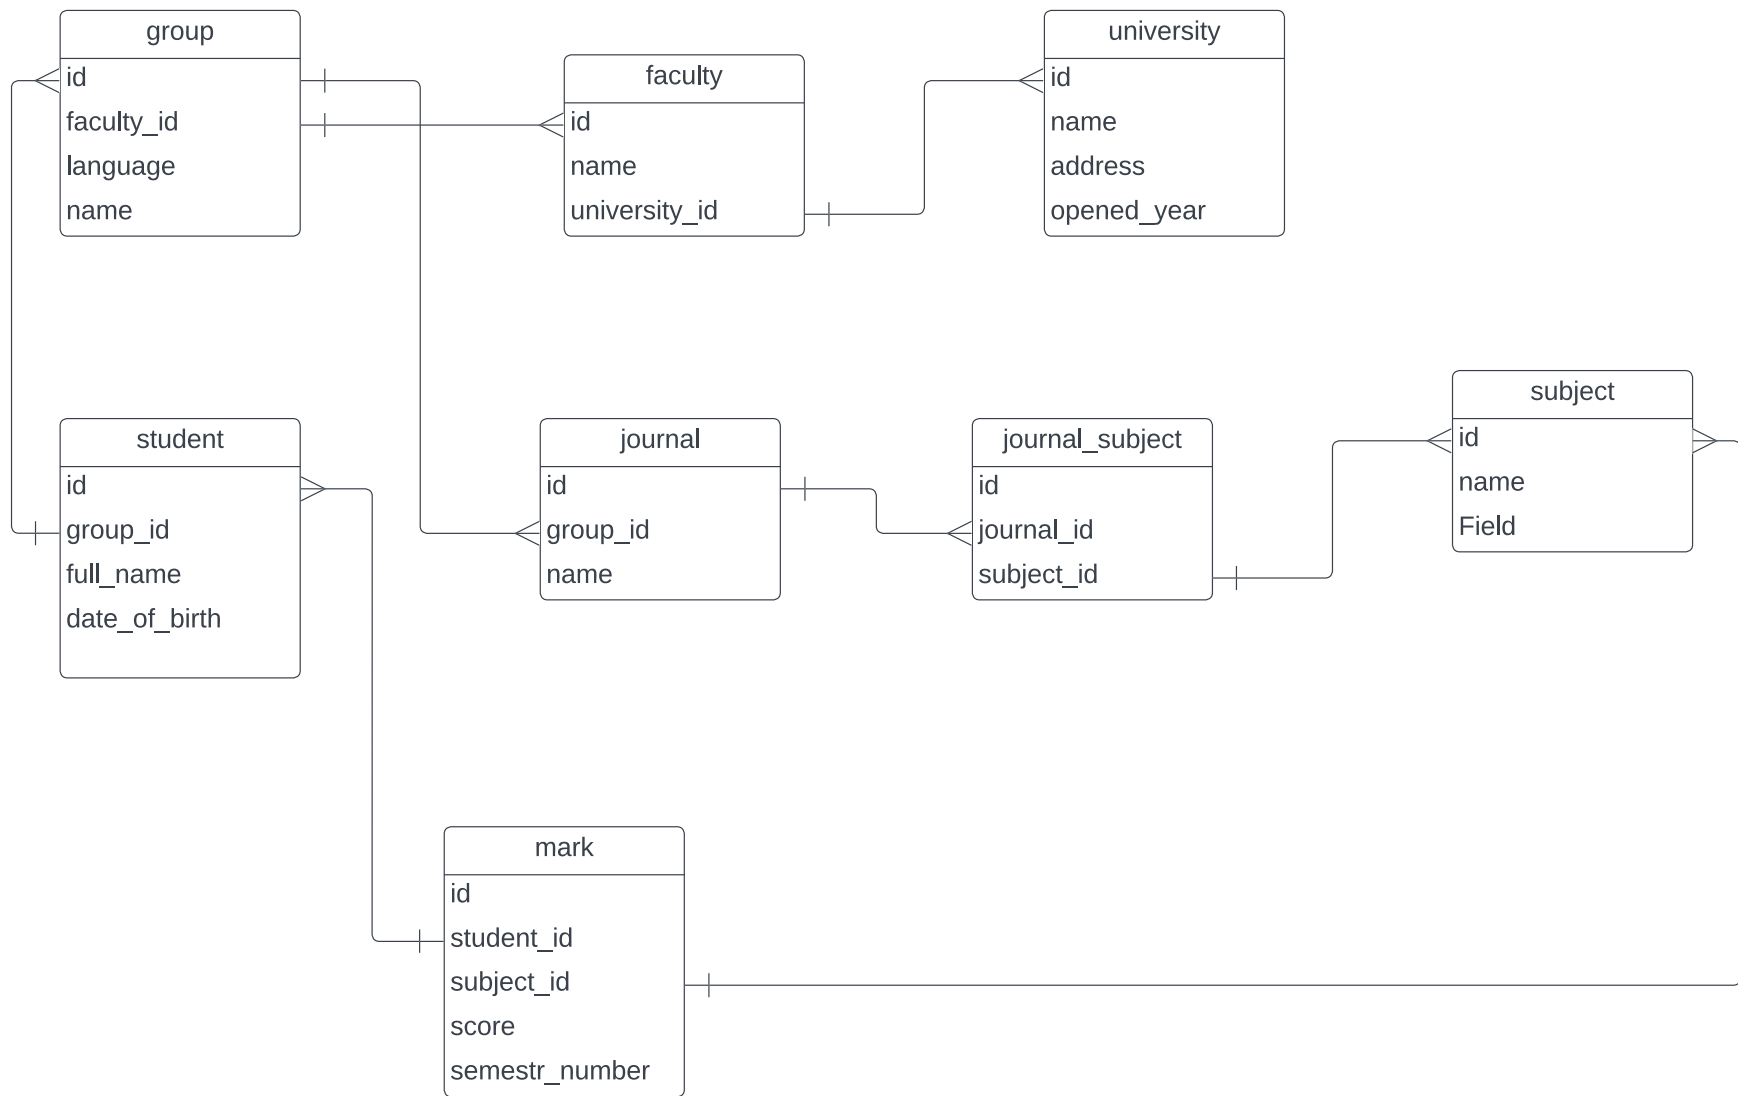 group
id
faculty_id
language
name
faculty
id
name
university_id
university
id
name
address
opened_year
student
id
group_id
full_name
date_of_birth
journal
id
group_id
name
journal_subject
id
journal_id
subject_id
subject
id
name
Field
mark
id
student_id
subject_id
score
semestr_number